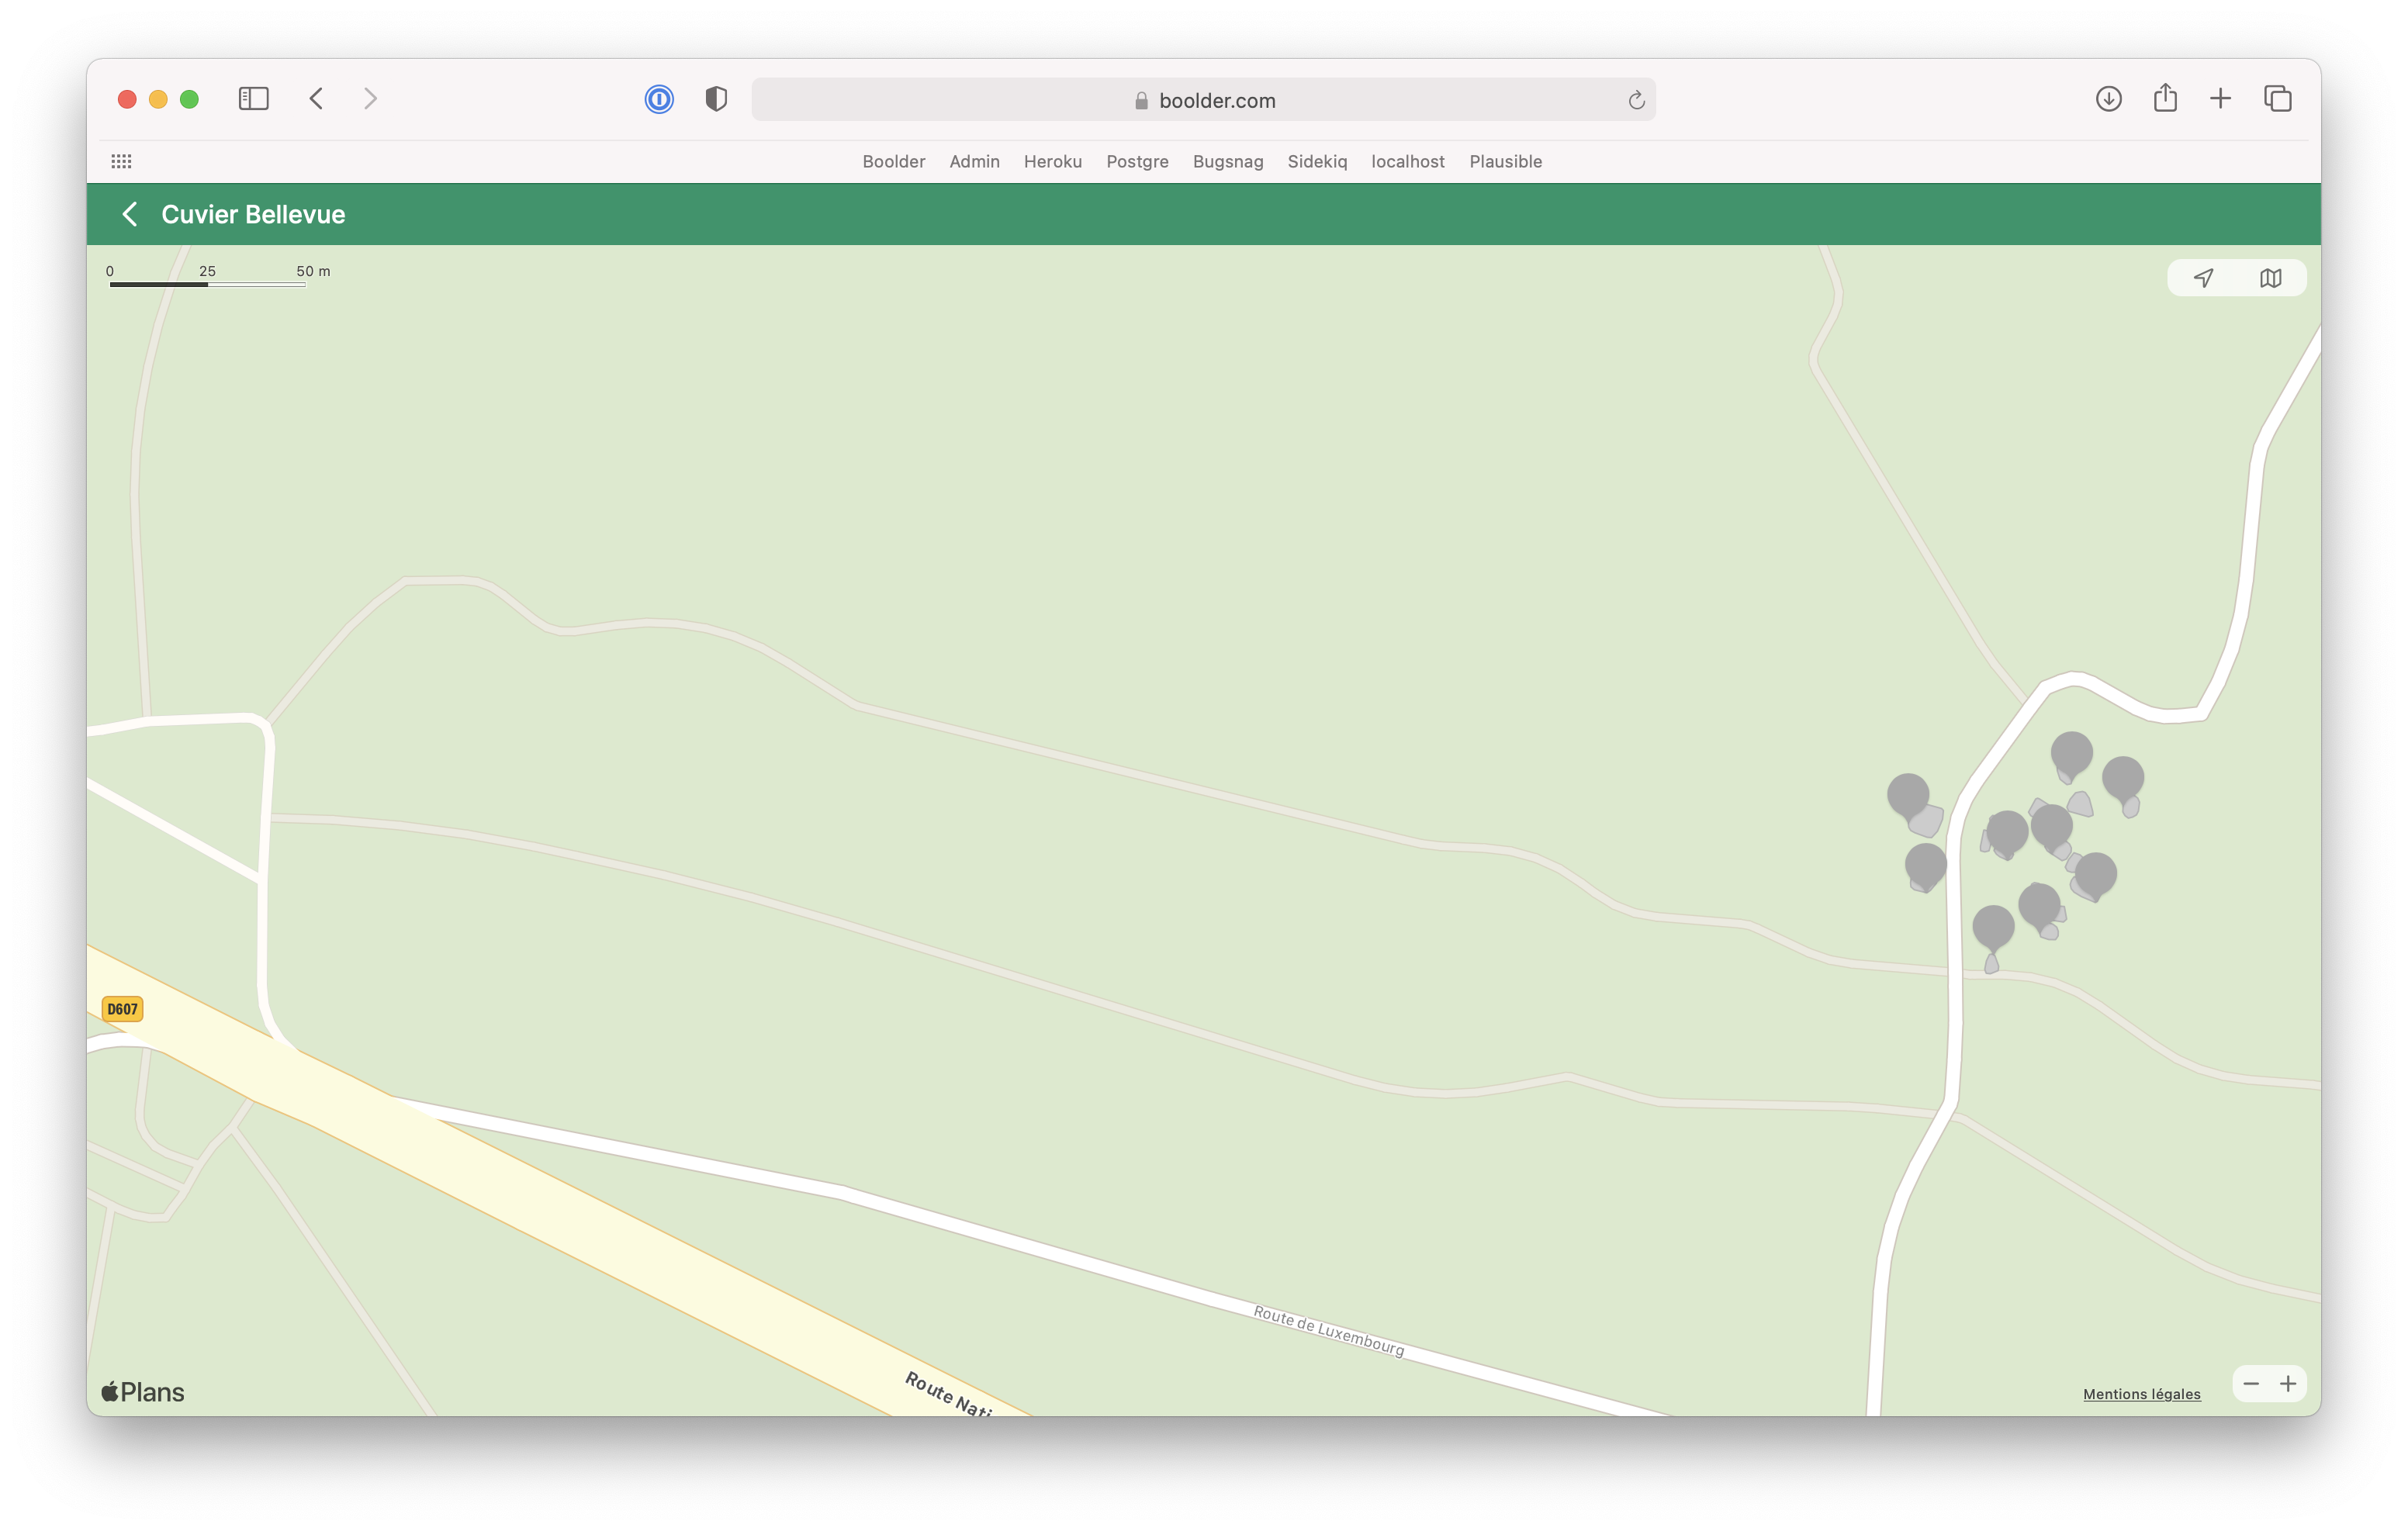 boolder.com
Boolder Admin Heroku Postgre Bugsnag Sidekiq localhost Plausible
Cuvier Bellevue
0 25 50 m
D607
Route de Luxembourg
Route Nati
Plans
Mentions légales